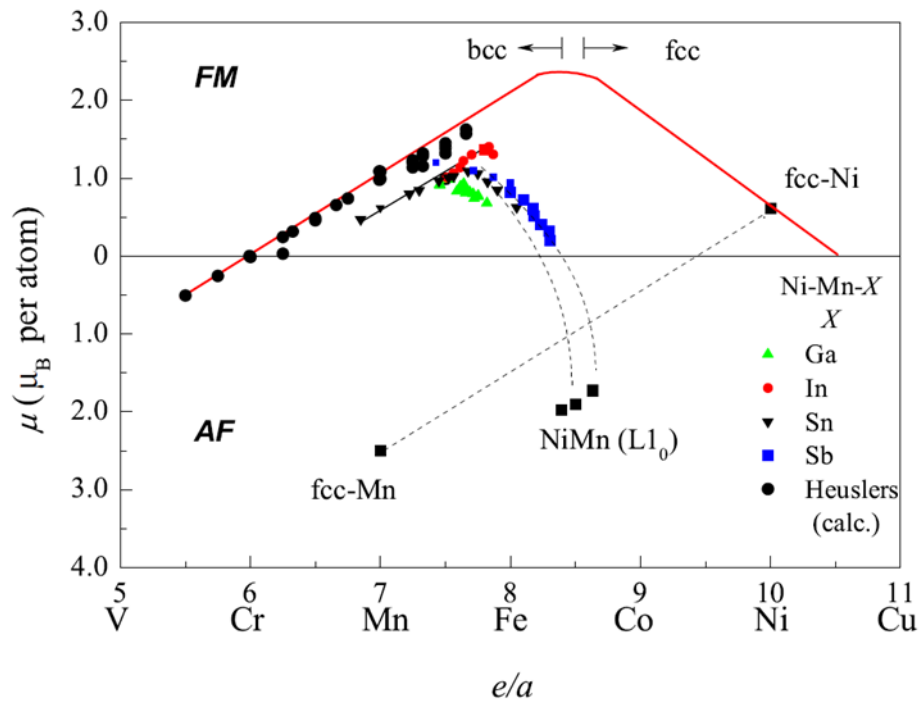 3.0
2.0
1.0
0
1.0
2.0
3.0
4.0
μ (μ_B per atom)
FM
AF
bcc
fcc
fcc-Ni
fcc-Mn
NiMn (L1₀)
Ni-Mn-X
X
Ga
In
Sn
Sb
Heuslers
(calc.)
5 6 7 8 9 10 11
V Cr Mn Fe Co Ni Cu
e/a